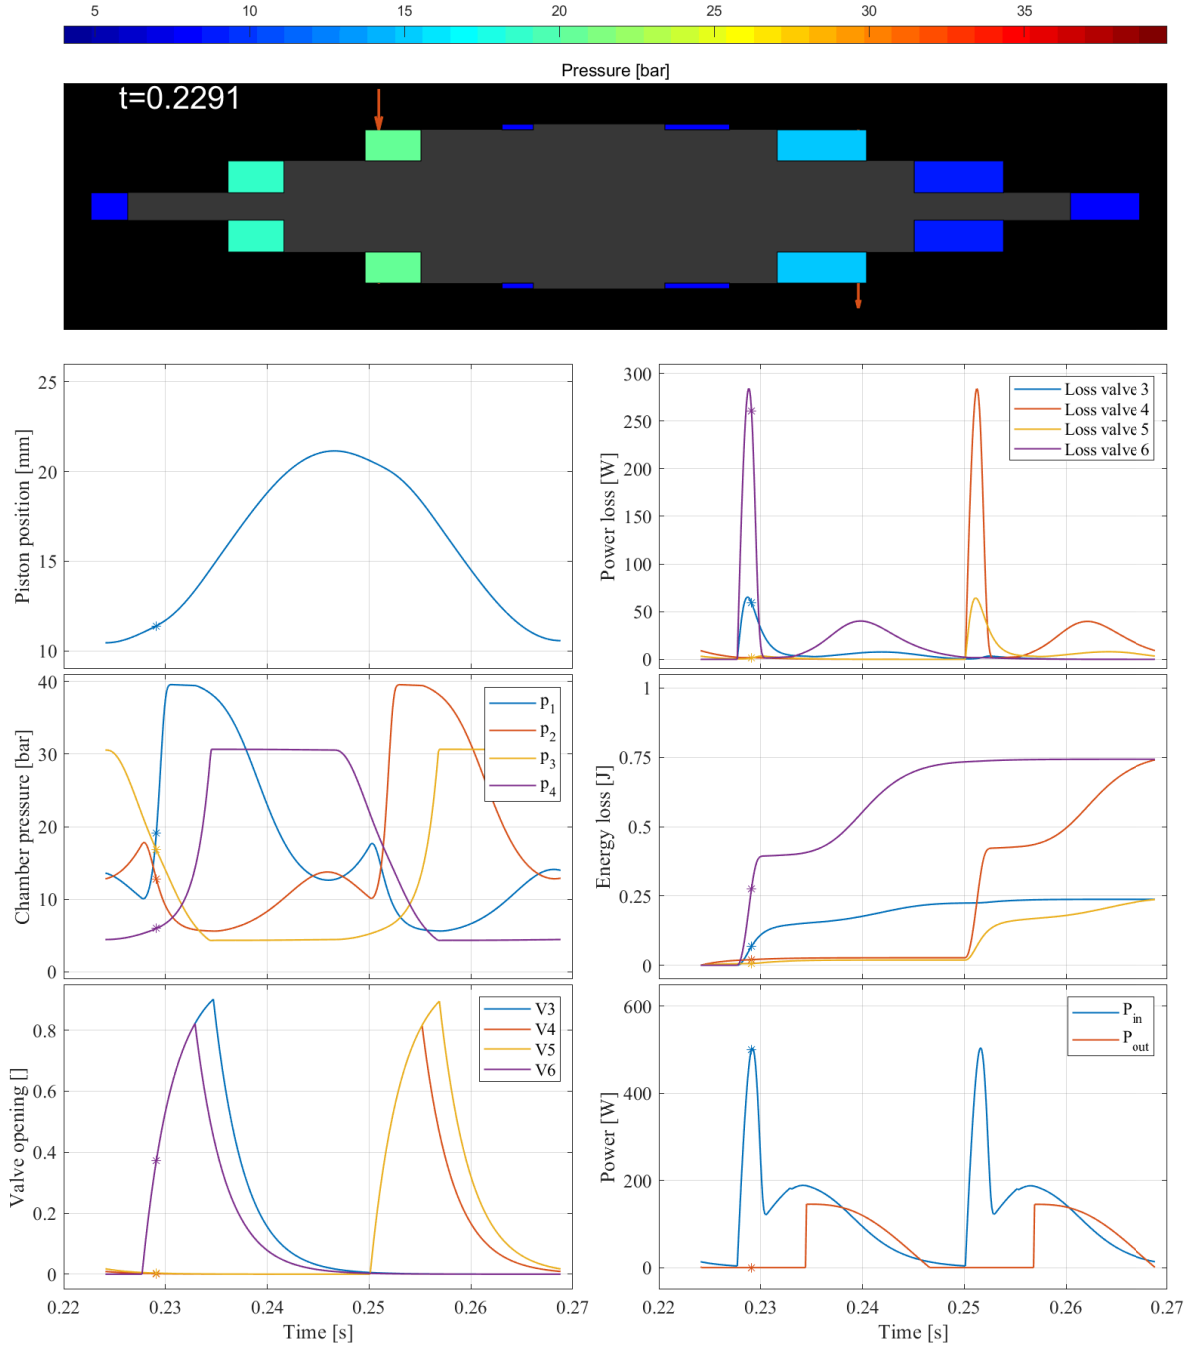 5 10 15 20 25 30 35
Pressure [bar]
t=0.2291
25
20
15
10
Piston position [mm]
300
250
200
150
100
50
0
Power loss [W]
Loss valve 3
Loss valve 4
Loss valve 5
Loss valve 6
40
30
20
10
0
Chamber pressure [bar]
p1
p2
p3
p4
1
0.75
0.5
0.25
0
Energy loss [J]
0.8
0.6
0.4
0.2
0
Valve opening []
V3
V4
V5
V6
0.22 0.23 0.24 0.25 0.26 0.27
Time [s]
600
400
200
0
Power [W]
Pin
Pout
0.22 0.23 0.24 0.25 0.26 0.27
Time [s]